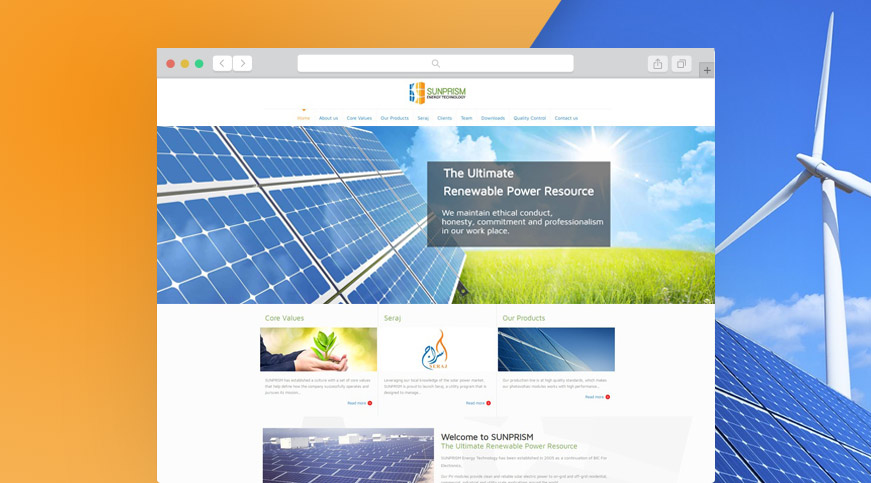 SUNPRISM
ENERGY TECHNOLOGY
Home About us Core Values Our Products Seraj Clients Team Downloads Quality Control Contact us
The Ultimate
Renewable Power Resource
We maintain ethical conduct,
honesty, commitment and professionalism
in our work place.
Core Values
Seraj
Our Products
SERAJ
SUNPRISM has established a culture with a set of core values
that help define how the company successfully operates and
pursues its mission...
Read more
Leveraging our local knowledge of the solar power market,
SUNPRISM is proud to launch Seraj, a utility program that is
designed to manage...
Read more
Our production line is at high quality standards, which makes
our photovoltaic modules works with high performance...
Read more
Welcome to SUNPRISM
The Ultimate Renewable Power Resource
SUNPRISM Energy Technology has been established in 2009 as a continuation of BEI For
Electronics.
Our PV modules provide clean and reliable solar electric power to on-grid and off-grid residential,